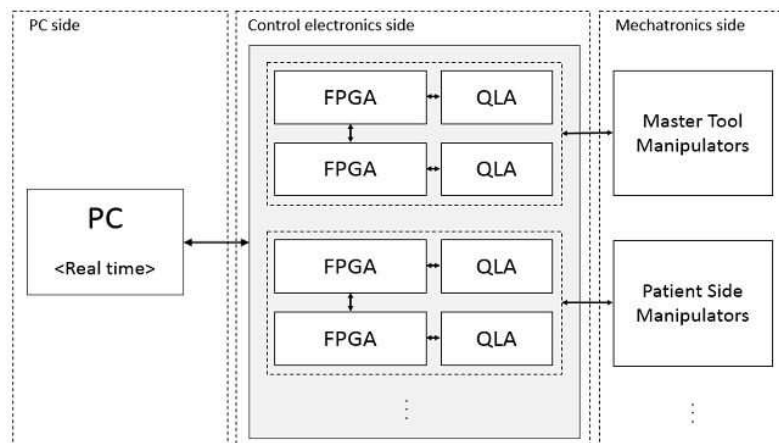 PC side
Control electronics side
Mechatronics side
FPGA
QLA
FPGA
QLA
Master Tool
Manipulators
PC
<Real time>
FPGA
QLA
FPGA
QLA
Patient Side
Manipulators